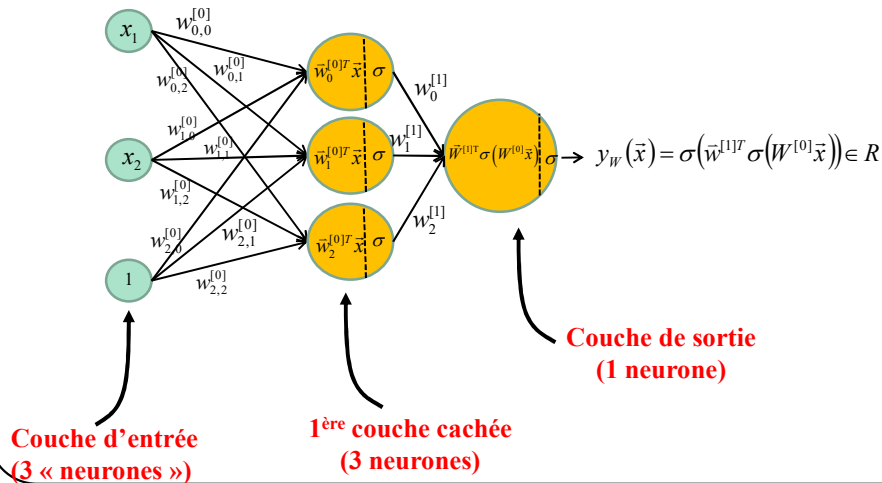 x₁
w₀,₀^[0]
w₀,₁^[0]
w₀,₂^[0]
x₂
w₁,₀^[0]
w₁,₁^[0]
w₁,₂^[0]
1
w₂,₀^[0]
w₂,₁^[0]
w₂,₂^[0]
w⃗₀^[0]T x⃗ σ
w⃗₁^[0]T x⃗ σ
w⃗₂^[0]T x⃗ σ
w₀^[1]
w₁^[1]
w₂^[1]
W⃗^[1]T σ(W^[0] x⃗) σ
y_W(x⃗) = σ(w⃗^[1]T σ(W^[0] x⃗)) ∈ R
Couche de sortie
(1 neurone)
1ère couche cachée
(3 neurones)
Couche d'entrée
(3 « neurones »)